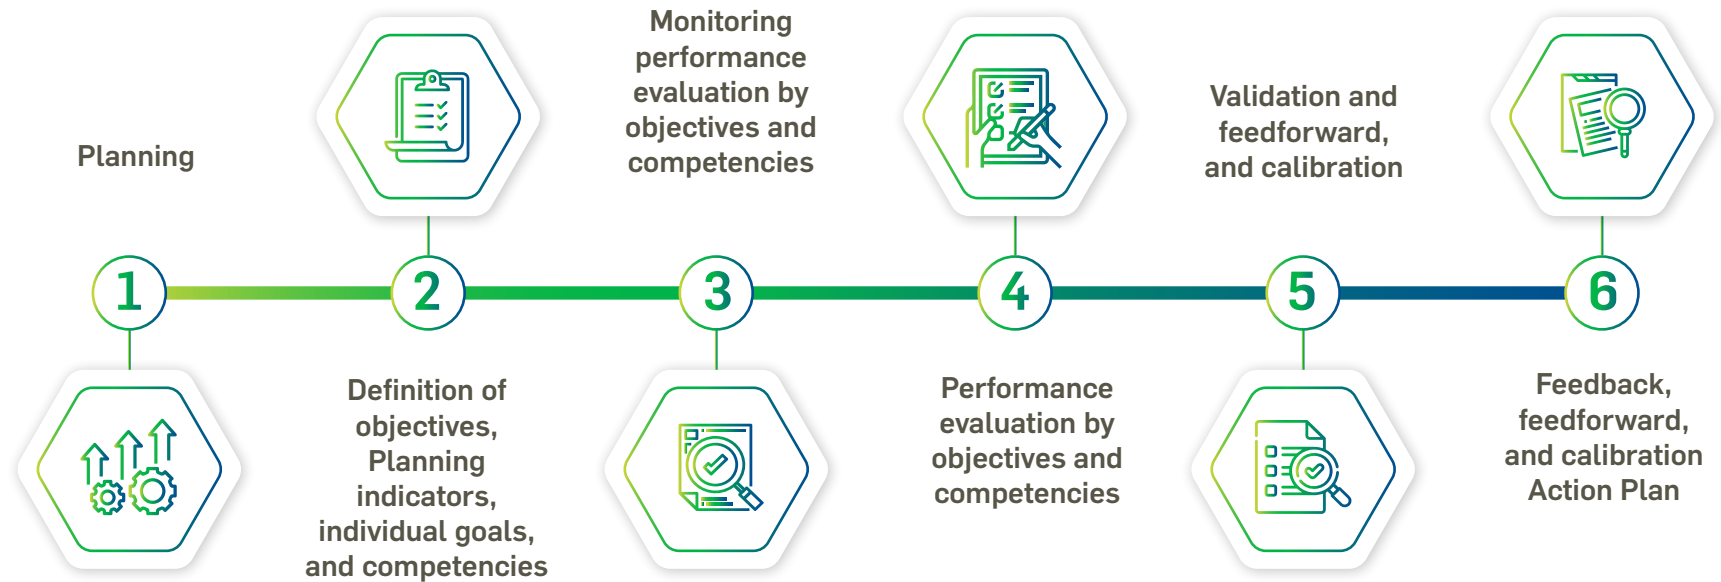 1
Planning
2
Definition of
objectives,
Planning
indicators,
individual goals,
and competencies
3
Monitoring
performance
evaluation by
objectives and
competencies
4
Performance
evaluation by
objectives and
competencies
5
Validation and
feedforward,
and calibration
6
Feedback,
feedforward,
and calibration
Action Plan